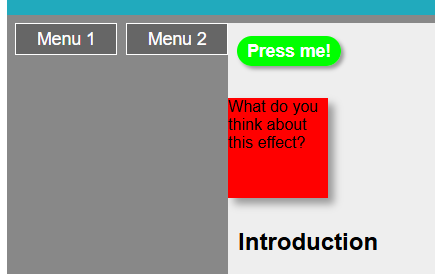 Menu 1
Menu 2
Press me!
What do you
think about
this effect?
Introduction